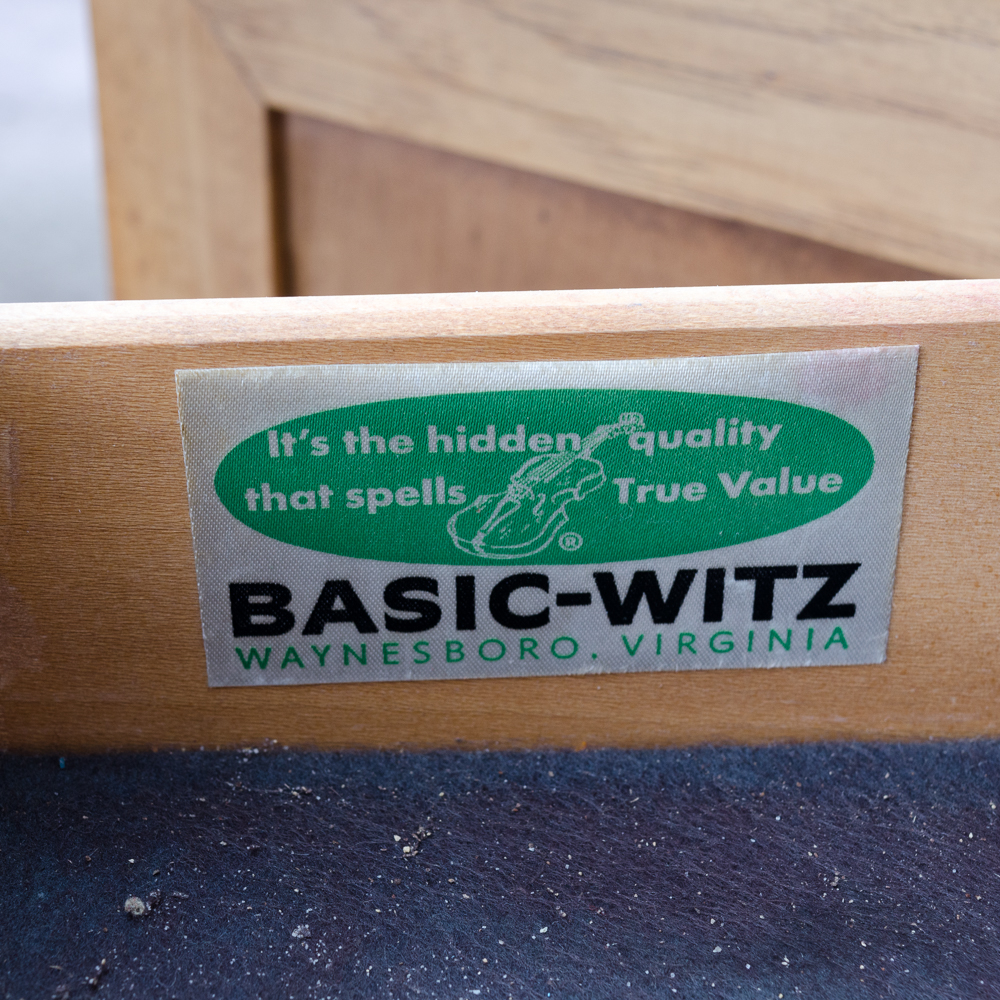 It's the hidden quality
that spells True Value
®
BASIC-WITZ
WAYNESBORO, VIRGINIA